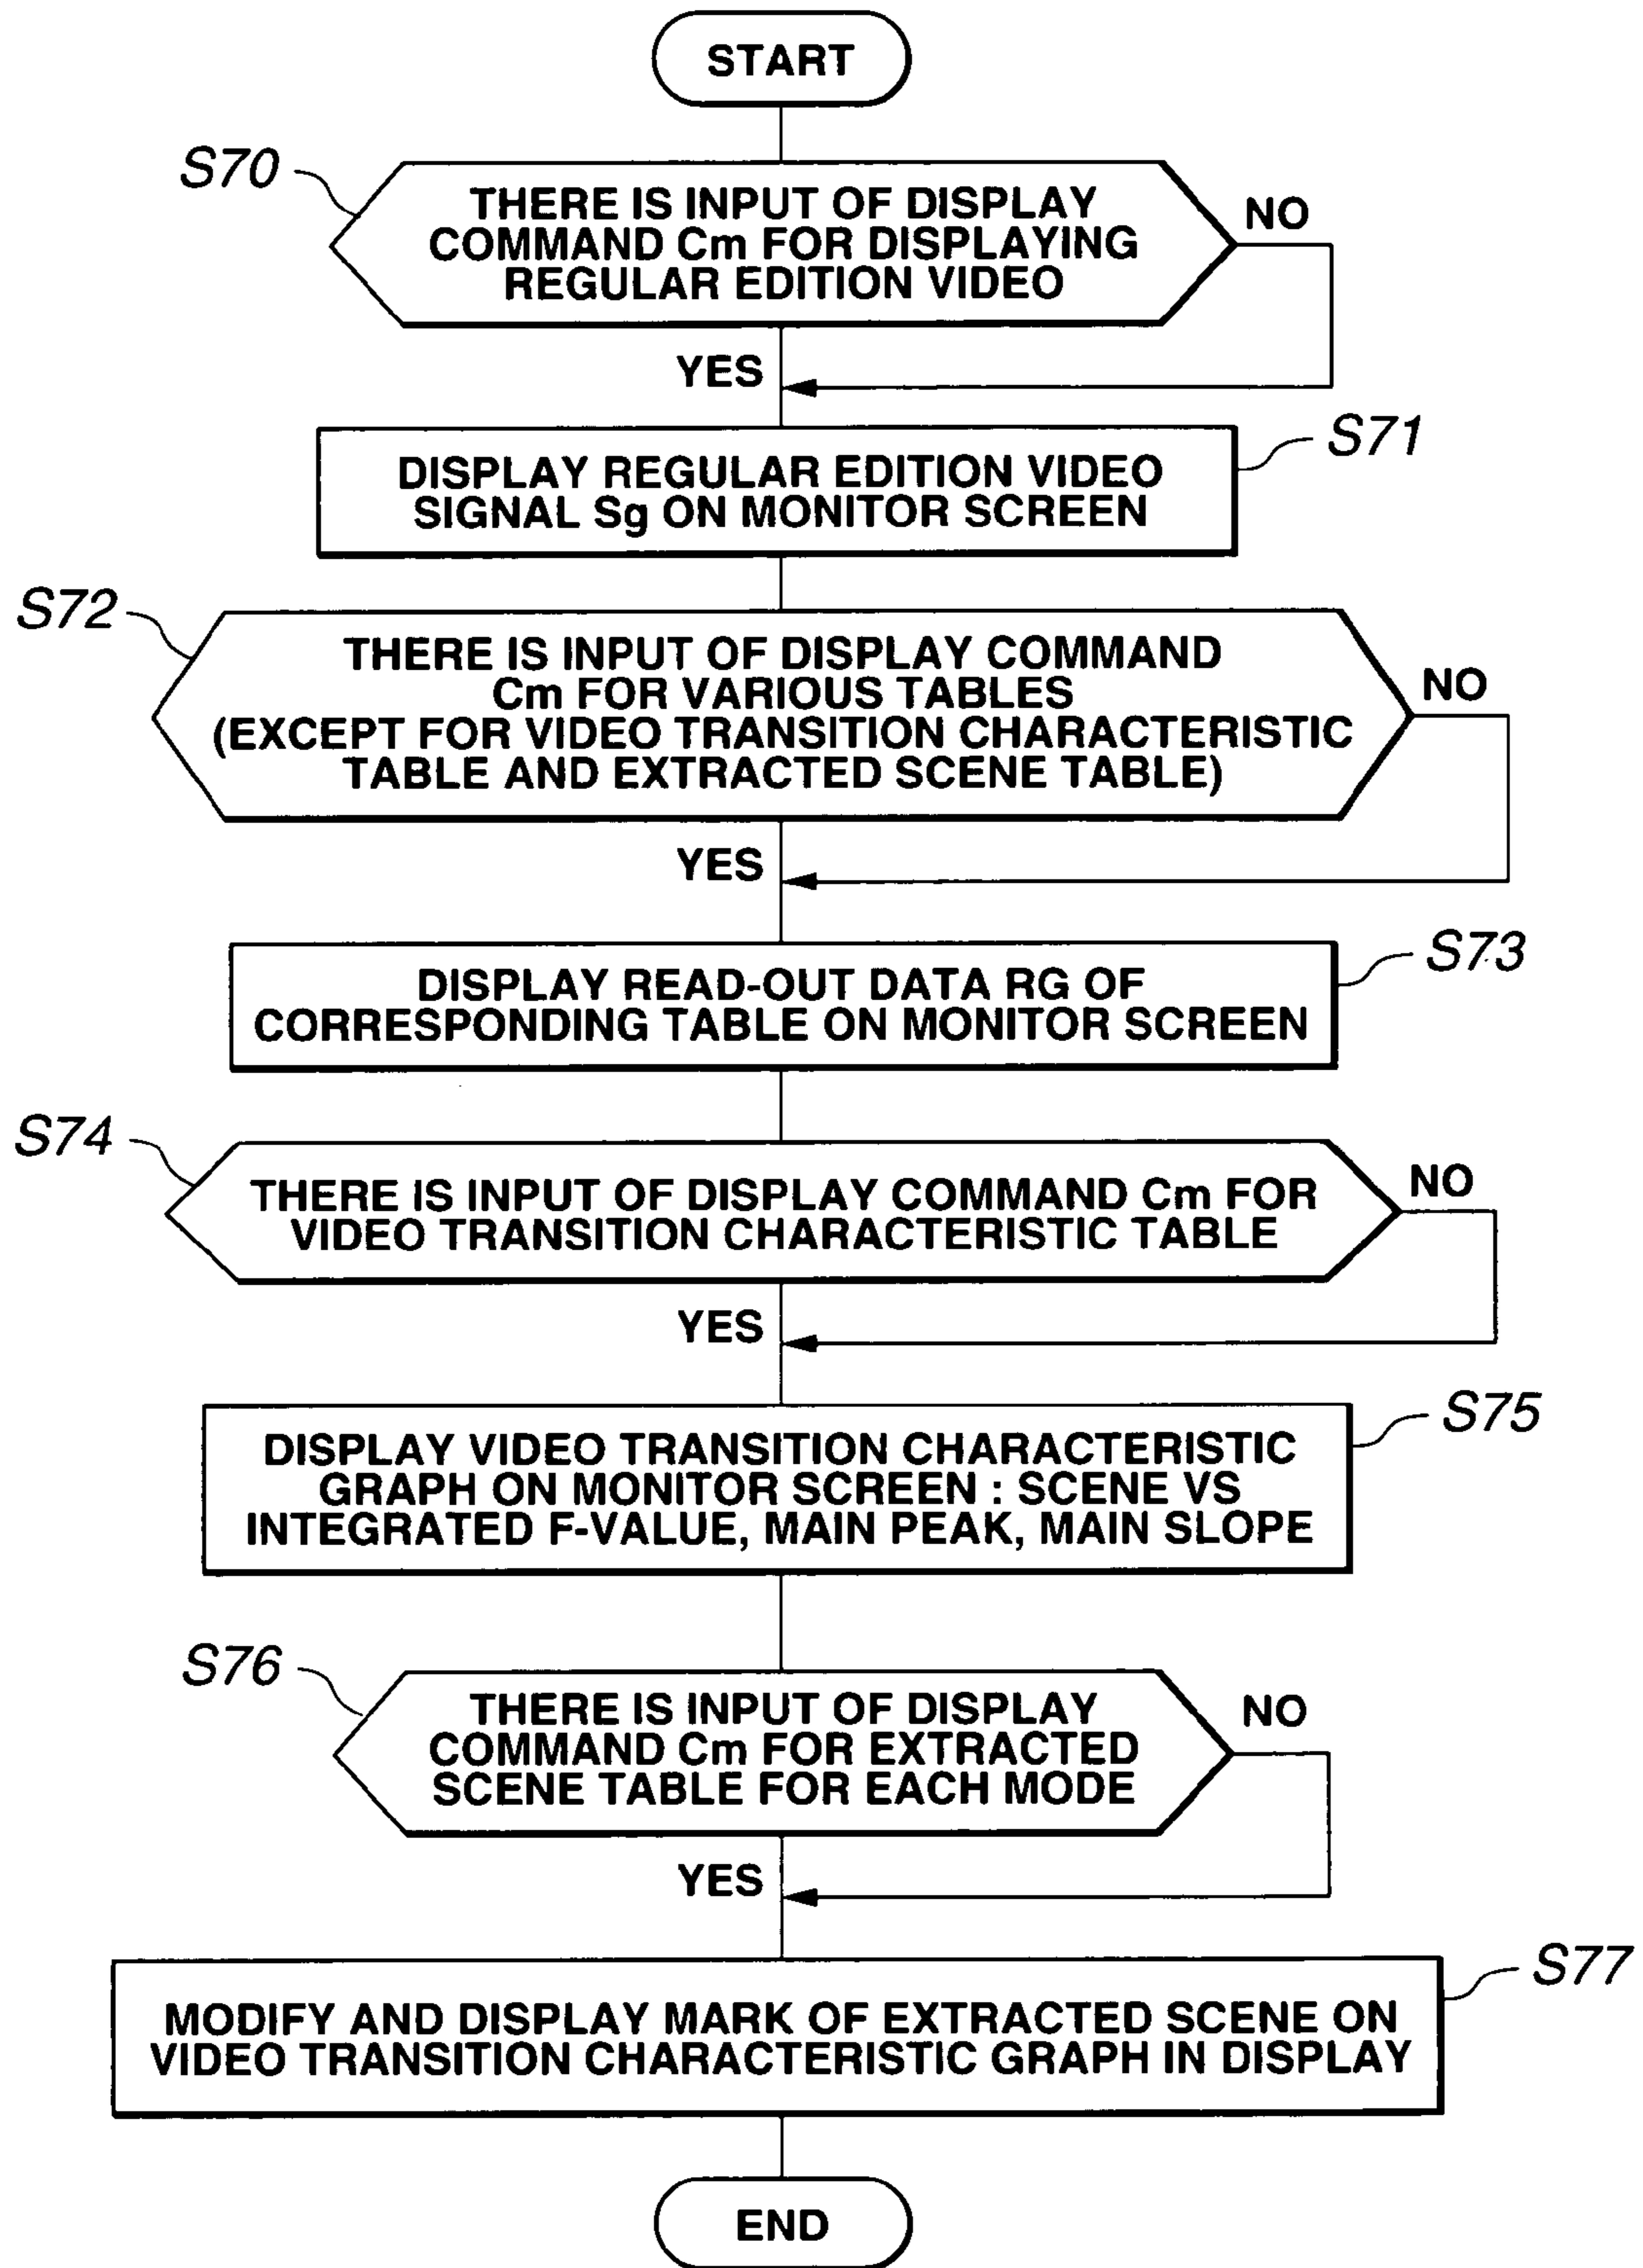 START
S70
THERE IS INPUT OF DISPLAY
COMMAND Cm FOR DISPLAYING
REGULAR EDITION VIDEO
NO
YES
S71
DISPLAY REGULAR EDITION VIDEO
SIGNAL Sg ON MONITOR SCREEN
S72
THERE IS INPUT OF DISPLAY COMMAND
Cm FOR VARIOUS TABLES
(EXCEPT FOR VIDEO TRANSITION CHARACTERISTIC
TABLE AND EXTRACTED SCENE TABLE)
NO
YES
S73
DISPLAY READ-OUT DATA RG OF
CORRESPONDING TABLE ON MONITOR SCREEN
S74
THERE IS INPUT OF DISPLAY COMMAND Cm FOR
VIDEO TRANSITION CHARACTERISTIC TABLE
NO
YES
S75
DISPLAY VIDEO TRANSITION CHARACTERISTIC
GRAPH ON MONITOR SCREEN : SCENE VS
INTEGRATED F-VALUE, MAIN PEAK, MAIN SLOPE
S76
THERE IS INPUT OF DISPLAY
COMMAND Cm FOR EXTRACTED
SCENE TABLE FOR EACH MODE
NO
YES
S77
MODIFY AND DISPLAY MARK OF EXTRACTED SCENE ON
VIDEO TRANSITION CHARACTERISTIC GRAPH IN DISPLAY
END